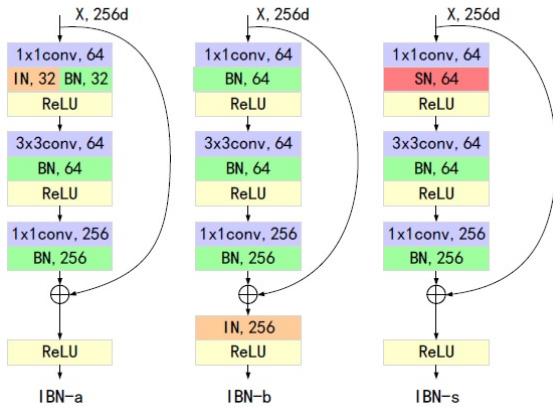 X, 256d
1x1conv, 64
IN, 32 BN, 32
ReLU
3x3conv, 64
BN, 64
ReLU
1x1conv, 256
BN, 256
ReLU
IBN-a
X, 256d
1x1conv, 64
BN, 64
ReLU
3x3conv, 64
BN, 64
ReLU
1x1conv, 256
BN, 256
IN, 256
ReLU
IBN-b
X, 256d
1x1conv, 64
SN, 64
ReLU
3x3conv, 64
BN, 64
ReLU
1x1conv, 256
BN, 256
ReLU
IBN-s